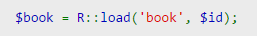 $book = R::load('book', $id);